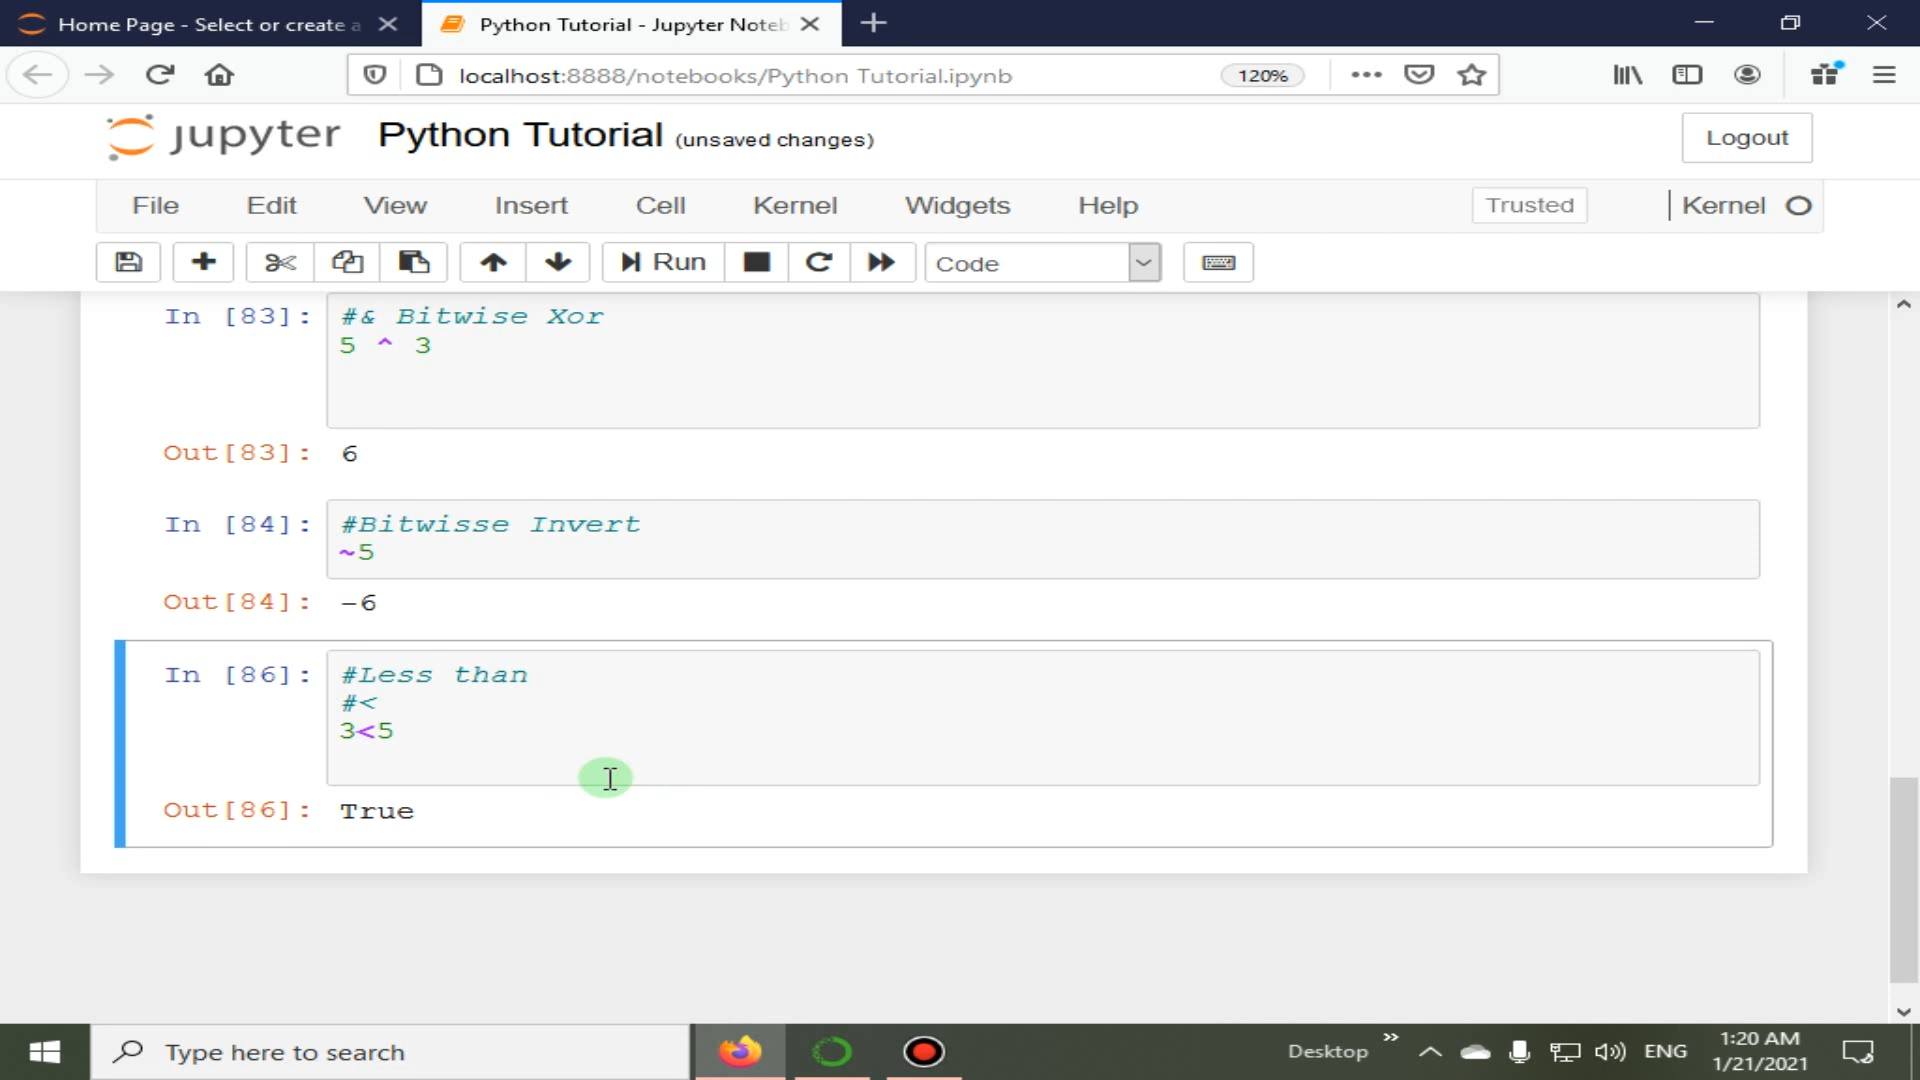 Home Page - Select or create a
Python Tutorial - Jupyter Noteb
localhost:8888/notebooks/Python Tutorial.ipynb
120%
jupyter Python Tutorial (unsaved changes)
Logout
File Edit View Insert Cell Kernel Widgets Help
Trusted
Kernel
Run
Code
In [83]: #& Bitwise Xor
5 ^ 3
Out[83]: 6
In [84]: #Bitwisse Invert
~5
Out[84]: -6
In [86]: #Less than
#<
3<5
Out[86]: True
Type here to search
Desktop
ENG
1:20 AM
1/21/2021